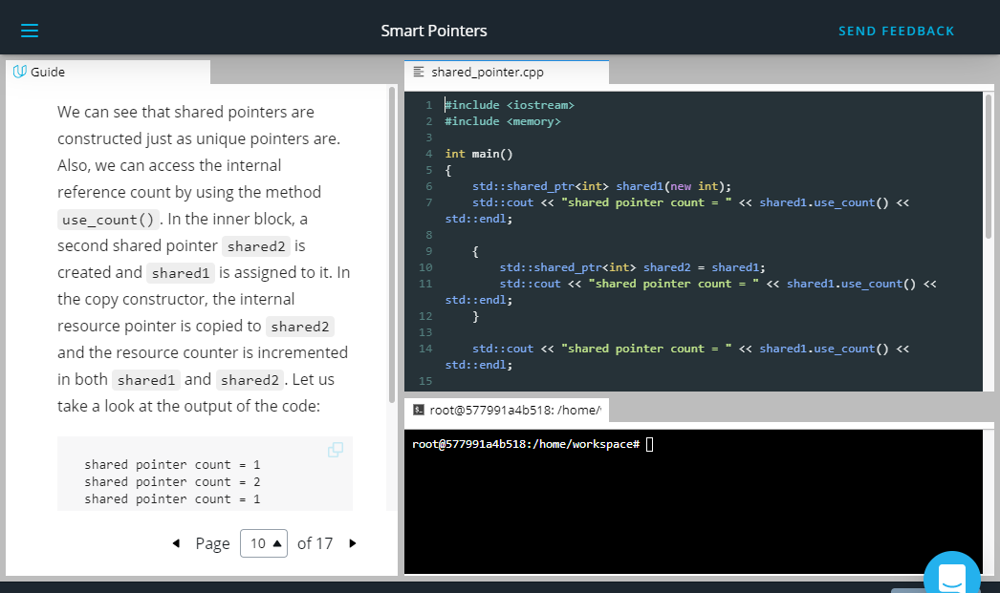 Smart Pointers
SEND FEEDBACK
Guide
We can see that shared pointers are
constructed just as unique pointers are.
Also, we can access the internal
reference count by using the method
use_count() . In the inner block, a
second shared pointer shared2 is
created and shared1 is assigned to it. In
the copy constructor, the internal
resource pointer is copied to shared2
and the resource counter is incremented
in both shared1 and shared2 . Let us
take a look at the output of the code:
shared pointer count = 1
shared pointer count = 2
shared pointer count = 1
Page 10 of 17
shared_pointer.cpp
1 #include <iostream>
2 #include <memory>
3
4 int main()
5 {
6 std::shared_ptr<int> shared1(new int);
7 std::cout << "shared pointer count = " << shared1.use_count() <<
std::endl;
8
9 {
10 std::shared_ptr<int> shared2 = shared1;
11 std::cout << "shared pointer count = " << shared1.use_count() <<
std::endl;
12 }
13
14 std::cout << "shared pointer count = " << shared1.use_count() <<
std::endl;
15
root@577991a4b518: /home/
root@577991a4b518:/home/workspace#